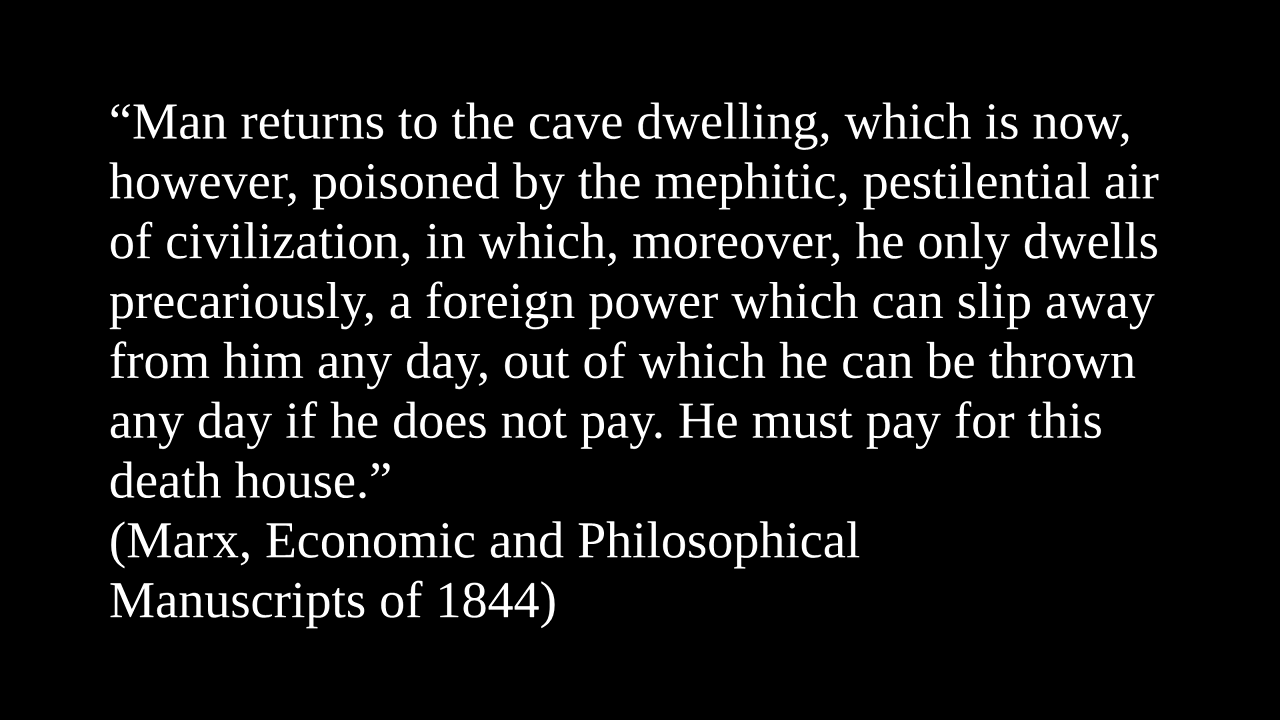 “Man returns to the cave dwelling, which is now,
however, poisoned by the mephitic, pestilential air
of civilization, in which, moreover, he only dwells
precariously, a foreign power which can slip away
from him any day, out of which he can be thrown
any day if he does not pay. He must pay for this
death house.”
(Marx, Economic and Philosophical
Manuscripts of 1844)